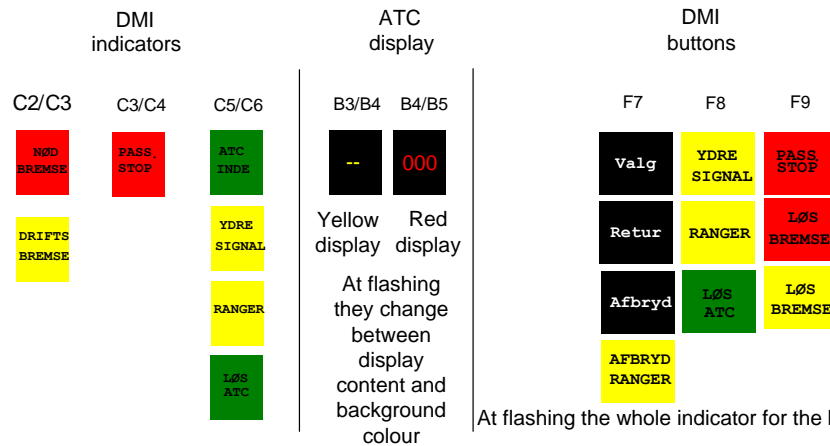 DMI
indicators
ATC
display
DMI
buttons
C2/C3
C3/C4
C5/C6
B3/B4
B4/B5
F7
F8
F9
NØD
BREMSE
PASS.
STOP
ATC
INDE
--
000
Valg
YDRE
SIGNAL
PASS.
STOP
DRIFTS
BREMSE
YDRE
SIGNAL
Yellow
display
Red
display
Retur
RANGER
LØS
BREMSE
RANGER
At flashing
they change
between
display
content and
background
colour
Afbryd
LØS
ATC
LØS
BREMSE
LØS
ATC
AFBRYD
RANGER
At flashing the whole indicator for the